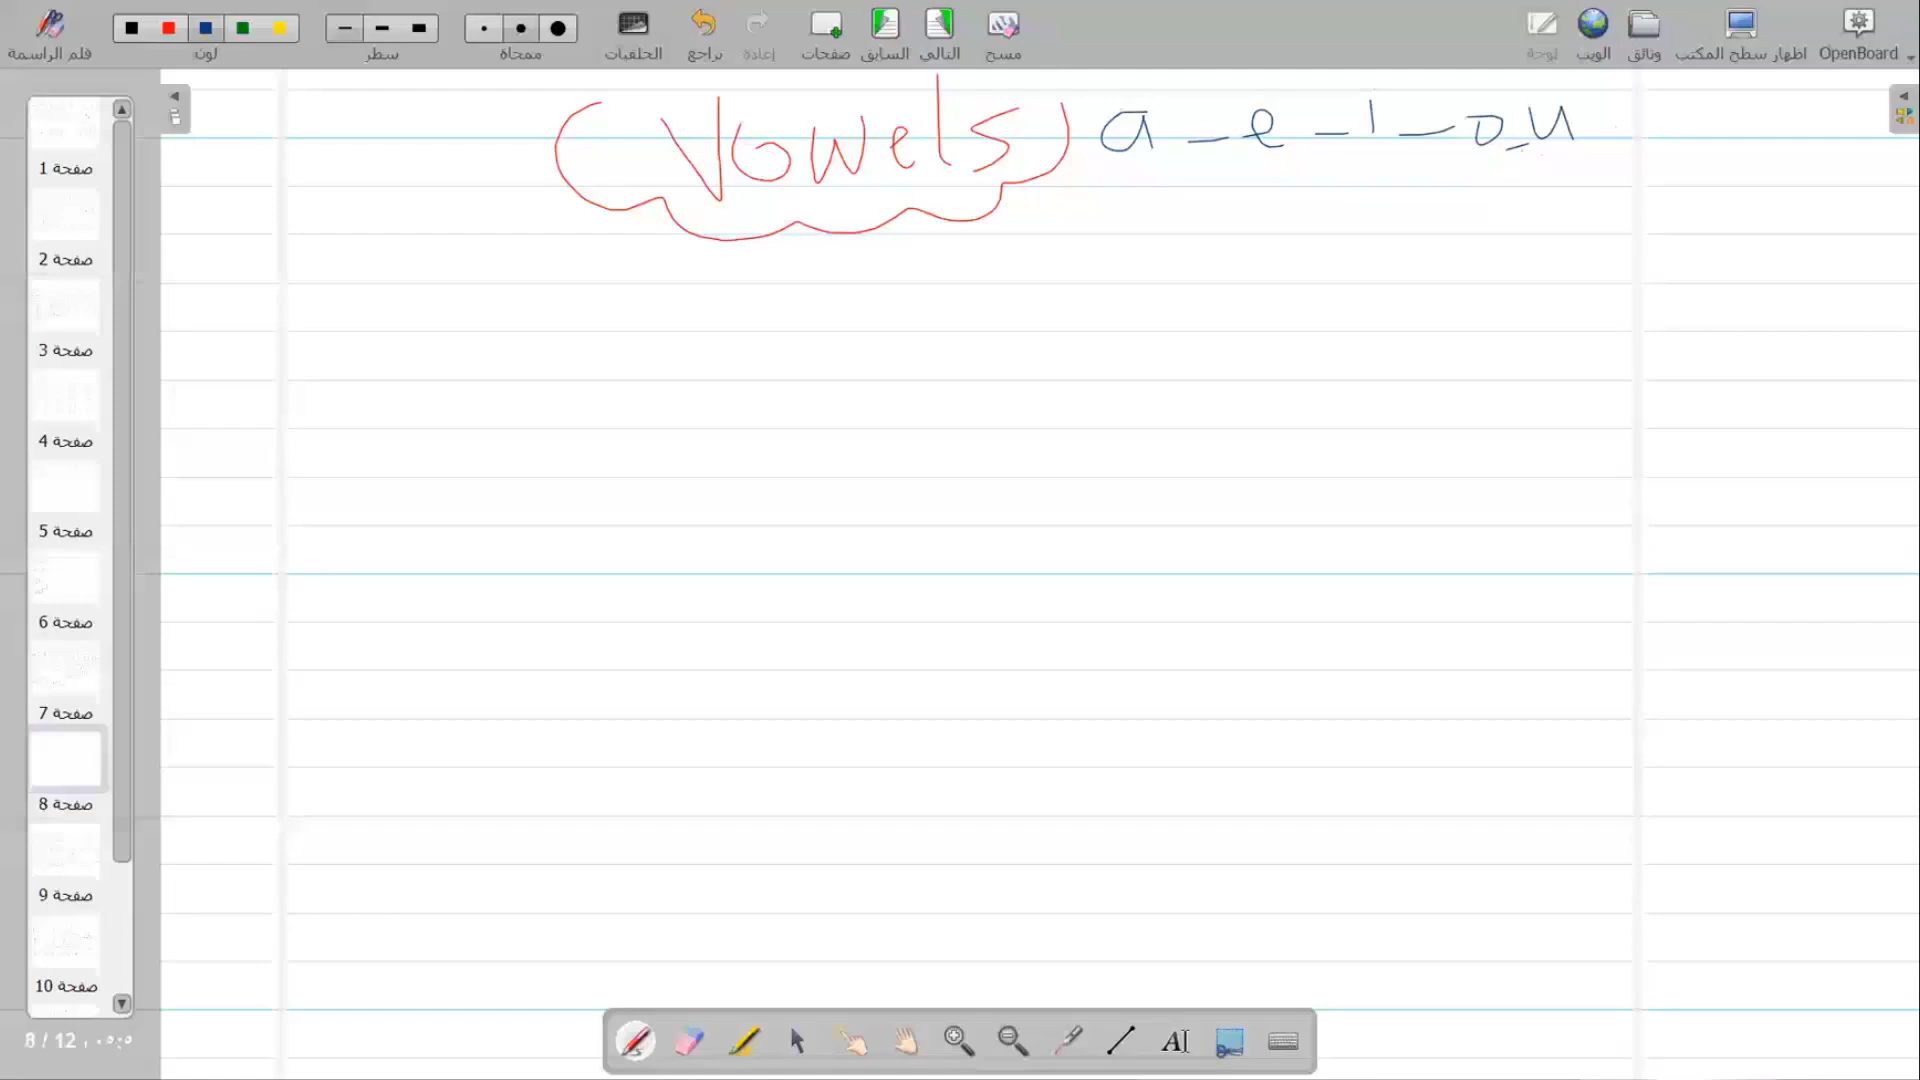 قلم الراسمة لون سطر ممحاة الخلفيات تراجع إعادة صفحات السابق التالي مسح لوحة الويب وثائق اظهار سطح المكتب OpenBoard
(Vowels) a - e - ı - o - u
صفحة 1
صفحة 2
صفحة 3
صفحة 4
صفحة 5
صفحة 6
صفحة 7
صفحة 8
صفحة 9
صفحة 10
8 / 12
AI